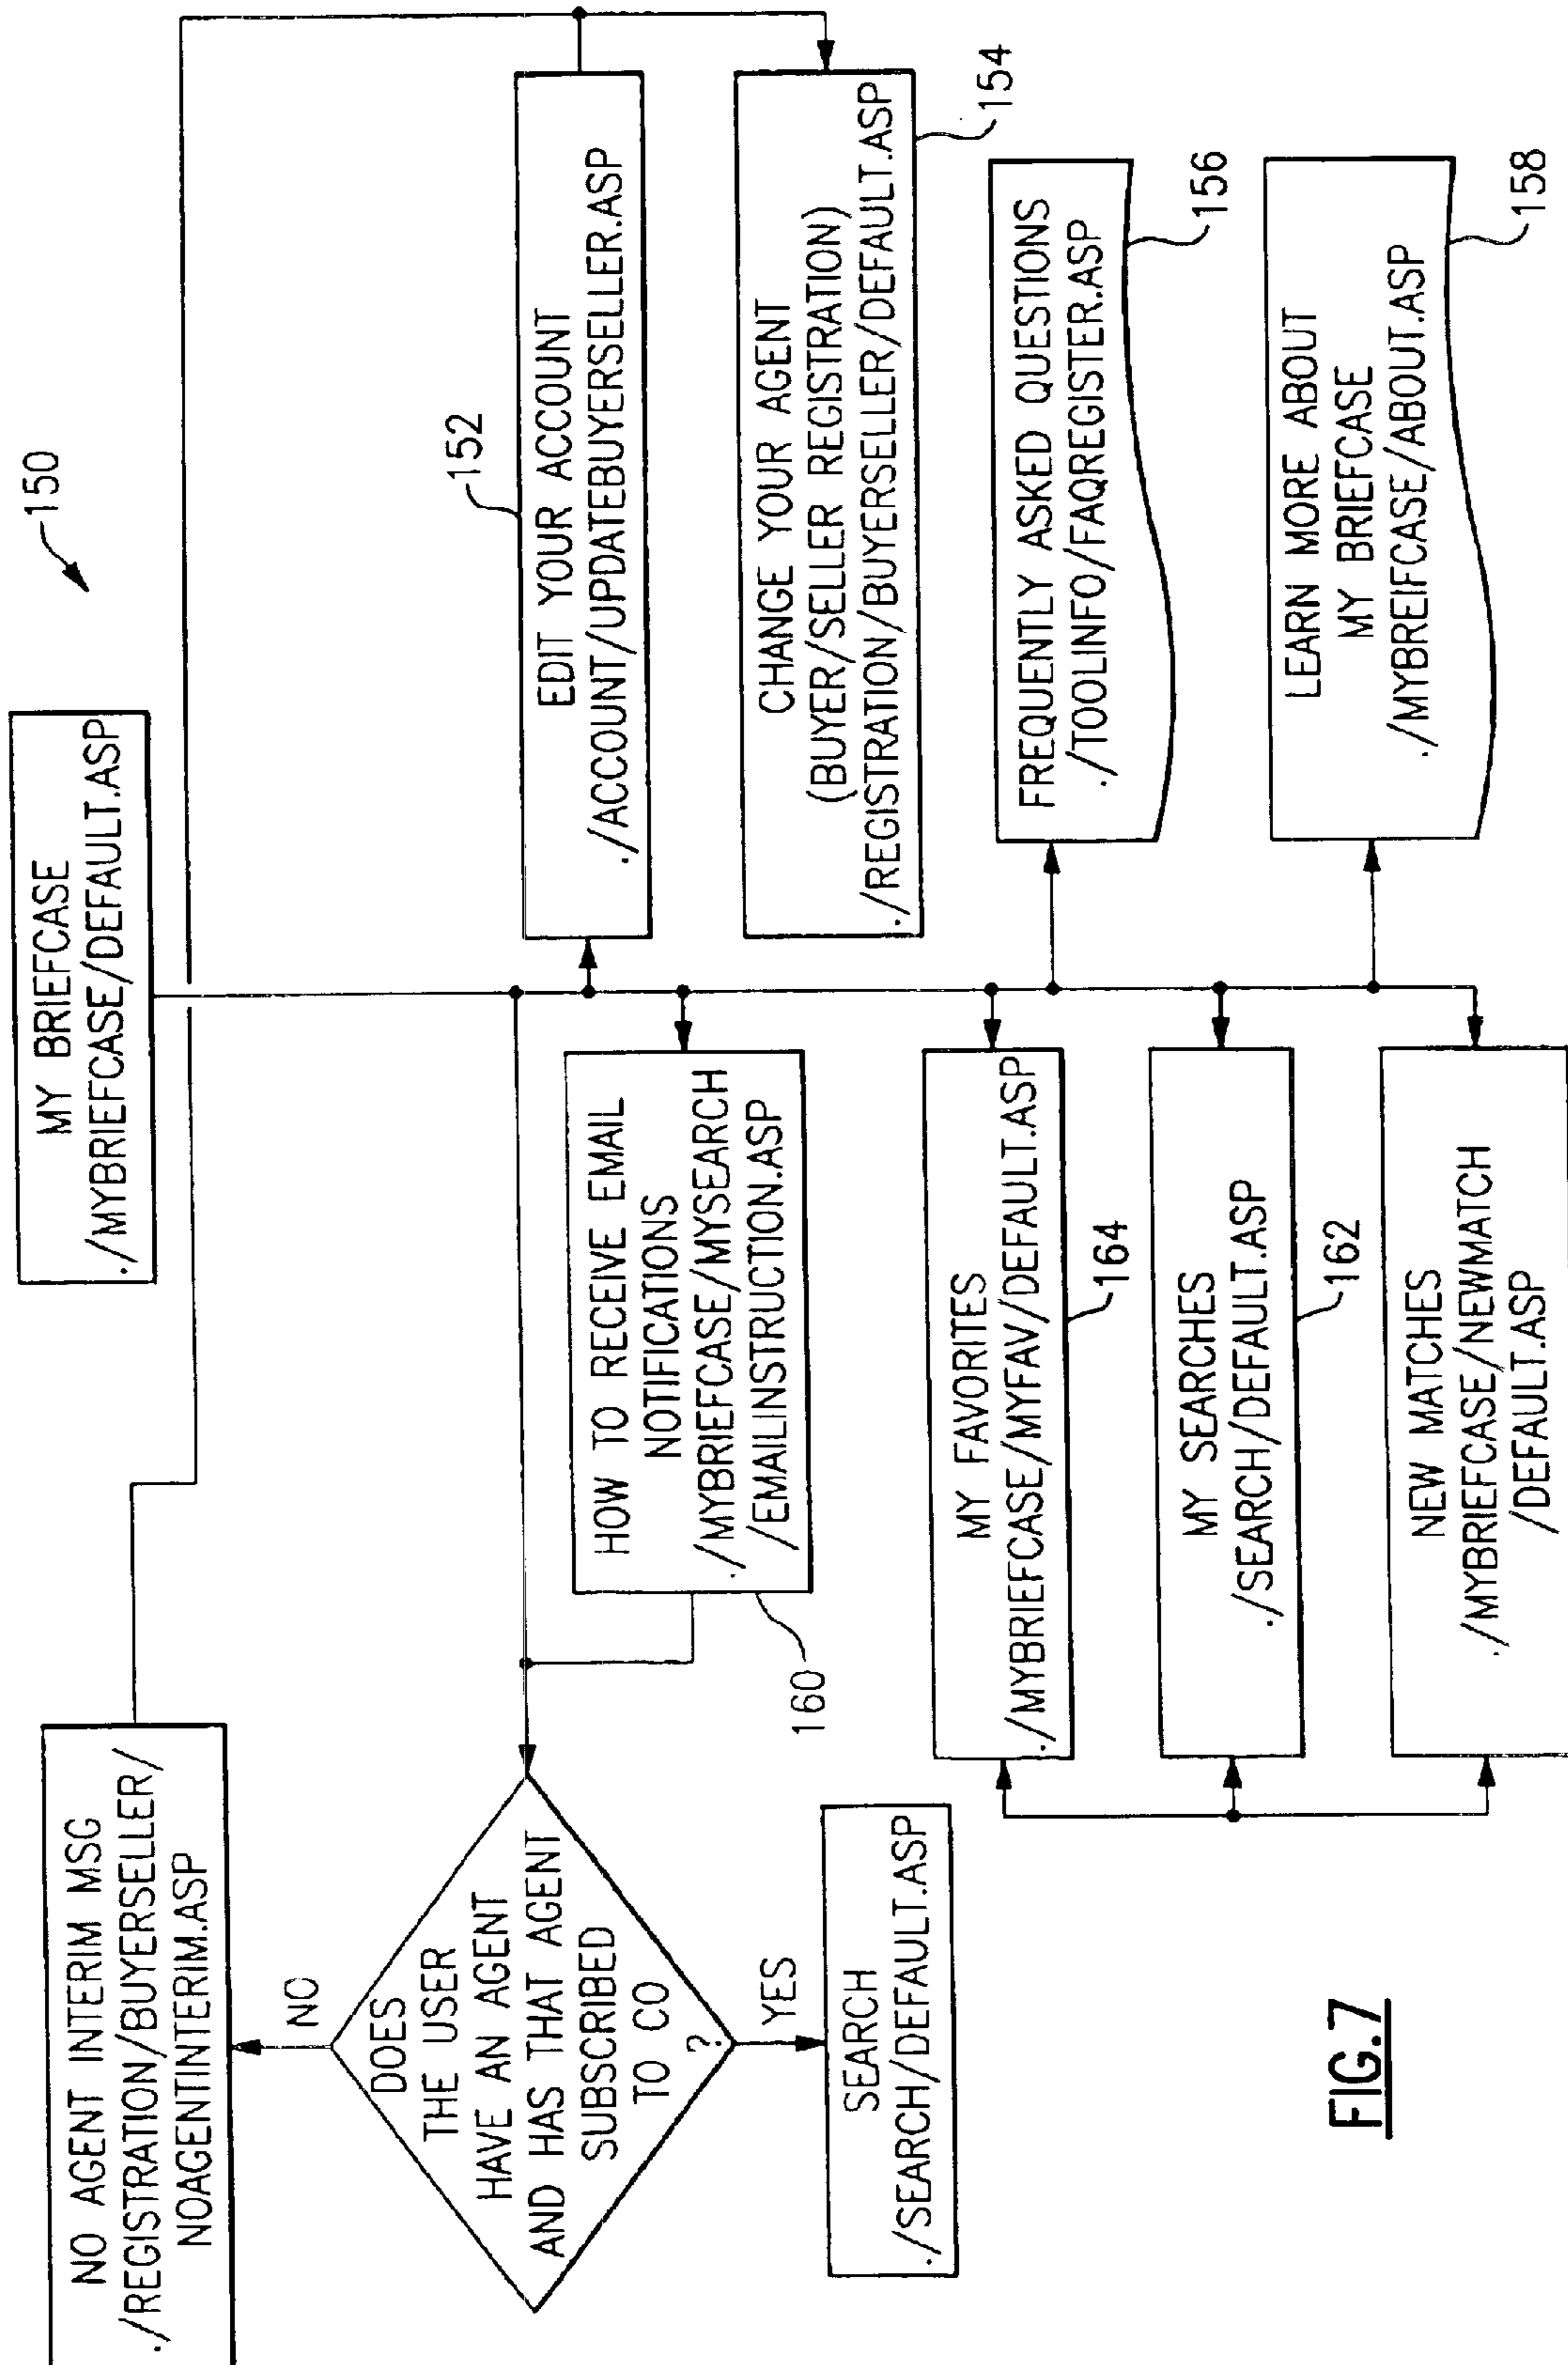 150
MY BRIEFCASE
./MYBRIEFCASE/DEFAULT.ASP
NO AGENT INTERIM MSG
./REGISTRATION/BUYERSELLER/
NOAGENTINTERIM.ASP
NO
DOES
THE USER
HAVE AN AGENT
AND HAS THAT AGENT
SUBSCRIBED
TO CO
?
YES
SEARCH
./SEARCH/DEFAULT.ASP
HOW TO RECEIVE EMAIL
NOTIFICATIONS
./MYBRIEFCASE/MYSEARCH
/EMAILINSTRUCTION.ASP
160
152
EDIT YOUR ACCOUNT
./ACCOUNT/UPDATEBUYERSELLER.ASP
CHANGE YOUR AGENT
(BUYER/SELLER REGISTRATION)
./REGISTRATION/BUYERSELLER/DEFAULT.ASP
154
MY FAVORITES
./MYBRIEFCASE/MYFAV/DEFAULT.ASP
164
FREQUENTLY ASKED QUESTIONS
./TOOLINFO/FAQREGISTER.ASP
156
MY SEARCHES
./SEARCH/DEFAULT.ASP
162
LEARN MORE ABOUT
MY BRIEFCASE
./MYBREIFCASE/ABOUT.ASP
158
NEW MATCHES
./MYBRIEFCASE/NEWMATCH
/DEFAULT.ASP
FIG.7